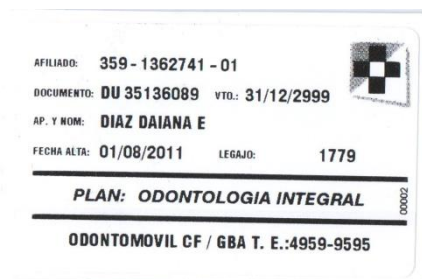 AFILIADO: 359-1362741-01
DOCUMENTO: DU 35136089 VTO.: 31/12/2999
AP. Y NOM: DIAZ DAIANA E
FECHA ALTA: 01/08/2011 LEGAJO: 1779
PLAN: ODONTOLOGIA INTEGRAL
00002
ODONTOMOVIL CF / GBA T. E.:4959-9595